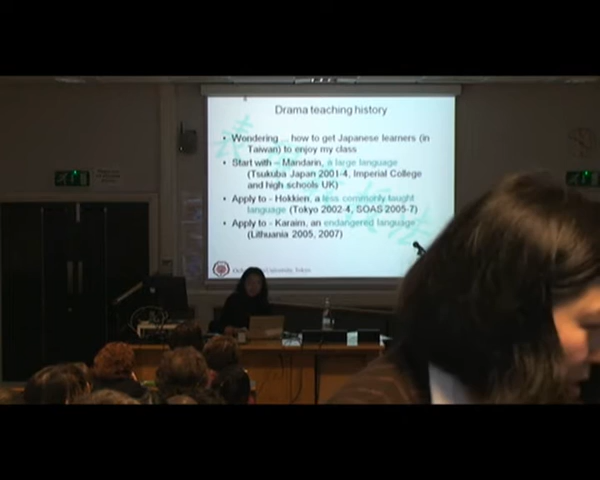 Drama teaching history
• Wondering ... how to get Japanese learners (in
Taiwan) to enjoy my class
• Start with – Mandarin, a large language
(Tsukuba Japan 2001-4, Imperial College
and high schools UK)
• Apply to - Hokkien, a less commonly taught
language (Tokyo 2002-4, SOAS 2005-7)
• Apply to - Karaim, an endangered language
(Lithuania 2005, 2007)
University, Tokyo